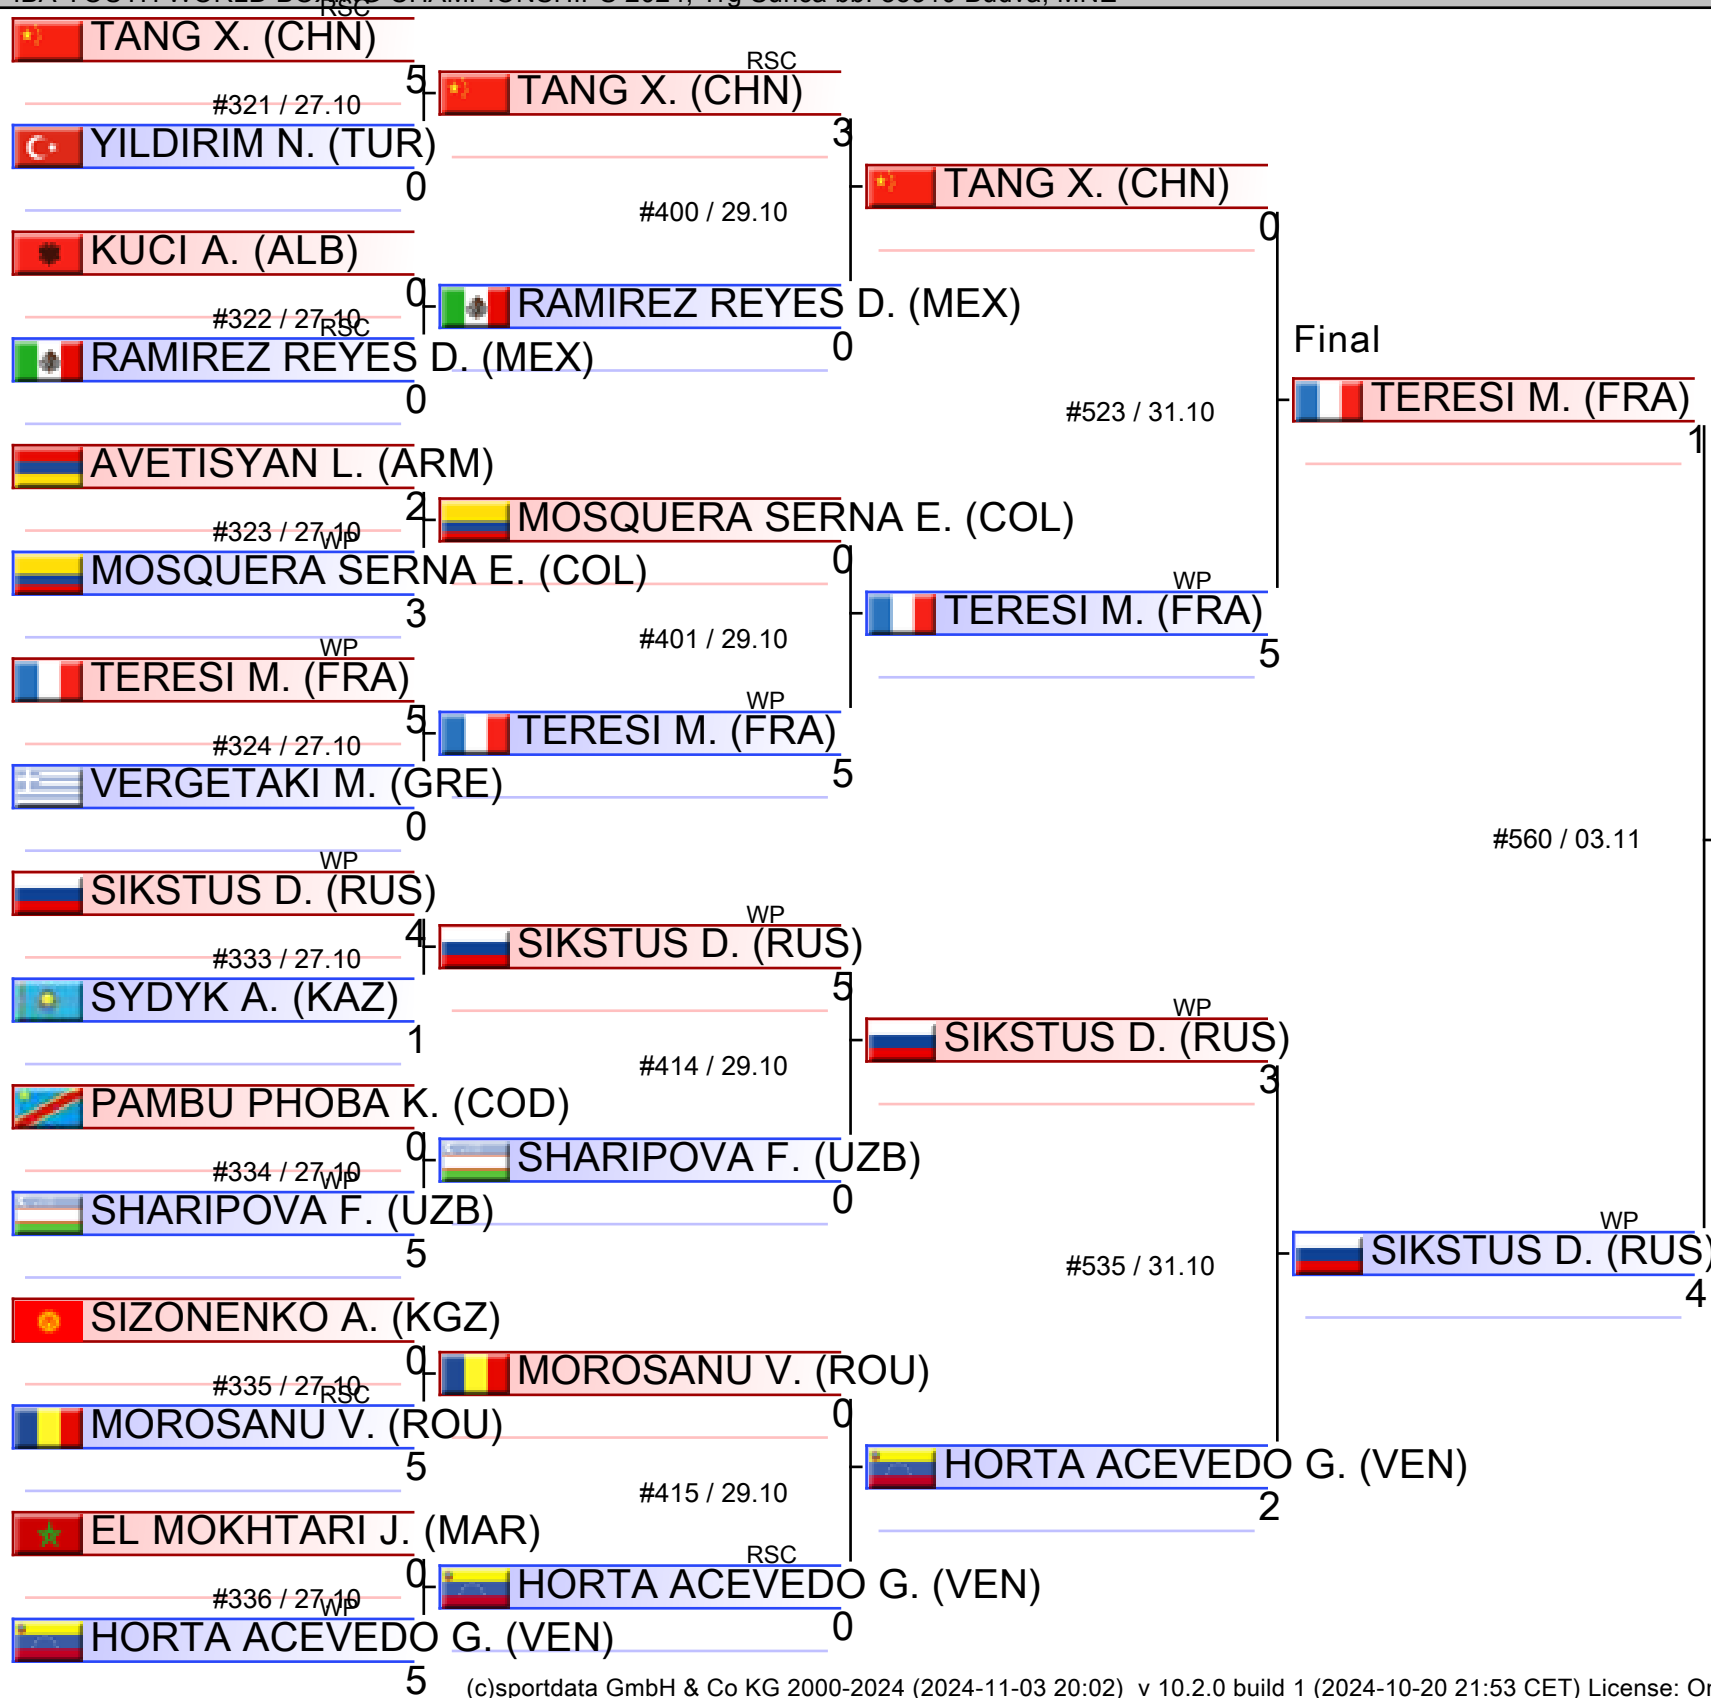 RSC
TANG X. (CHN)
5
#321 / 27.10
YILDIRIM N. (TUR)
0
KUCI A. (ALB)
0
#322 / 27.10
RSC
RAMIREZ REYES D. (MEX)
0
AVETISYAN L. (ARM)
2
#323 / 27.10
WP
MOSQUERA SERNA E. (COL)
3
WP
TERESI M. (FRA)
5
#324 / 27.10
VERGETAKI M. (GRE)
0
WP
SIKSTUS D. (RUS)
4
#333 / 27.10
SYDYK A. (KAZ)
1
PAMBU PHOBA K. (COD)
0
#334 / 27.10
WP
SHARIPOVA F. (UZB)
5
SIZONENKO A. (KGZ)
0
#335 / 27.10
RSC
MOROSANU V. (ROU)
5
EL MOKHTARI J. (MAR)
0
#336 / 27.10
WP
HORTA ACEVEDO G. (VEN)
5
RSC
TANG X. (CHN)
3
#400 / 29.10
RAMIREZ REYES D. (MEX)
0
MOSQUERA SERNA E. (COL)
0
#401 / 29.10
WP
TERESI M. (FRA)
5
WP
SIKSTUS D. (RUS)
5
#414 / 29.10
SHARIPOVA F. (UZB)
0
MOROSANU V. (ROU)
0
#415 / 29.10
RSC
HORTA ACEVEDO G. (VEN)
0
TANG X. (CHN)
0
#523 / 31.10
WP
TERESI M. (FRA)
5
WP
SIKSTUS D. (RUS)
3
#535 / 31.10
HORTA ACEVEDO G. (VEN)
2
Final
TERESI M. (FRA)
1
#560 / 03.11
WP
SIKSTUS D. (RUS)
4
(c)sportdata GmbH & Co KG 2000-2024 (2024-11-03 20:02) v 10.2.0 build 1 (2024-10-20 21:53 CET) License: